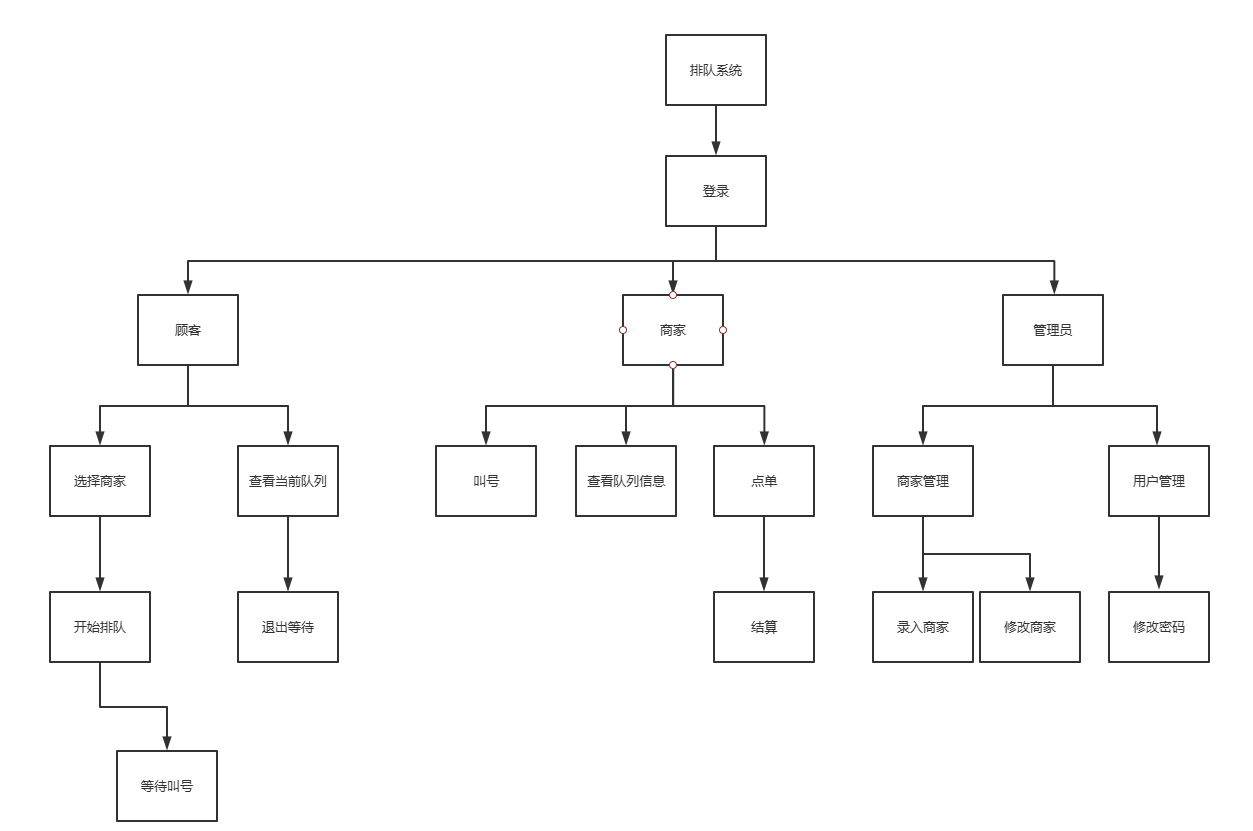 排队系统
登录
顾客
商家
管理员
选择商家
查看当前队列
叫号
查看队列信息
点单
商家管理
用户管理
开始排队
退出等待
结算
录入商家
修改商家
修改密码
等待叫号